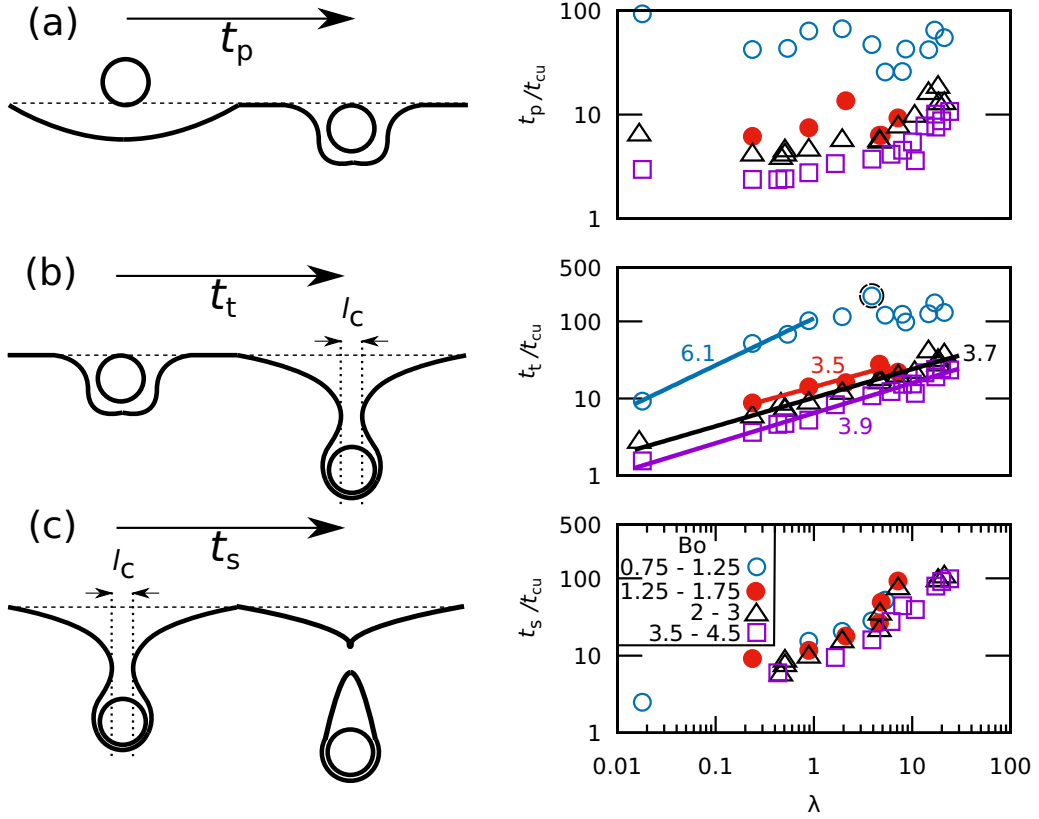 (a)
t_p
t_p/t_cu
100
10
1
(b)
t_t
l_c
t_t/t_cu
500
100
10
1
6.1
3.5
3.7
3.9
(c)
l_c
t_s
t_s/t_cu
500
100
10
1
Bo
0.75 - 1.25
1.25 - 1.75
2 - 3
3.5 - 4.5
0.01 0.1 1 10 100
λ